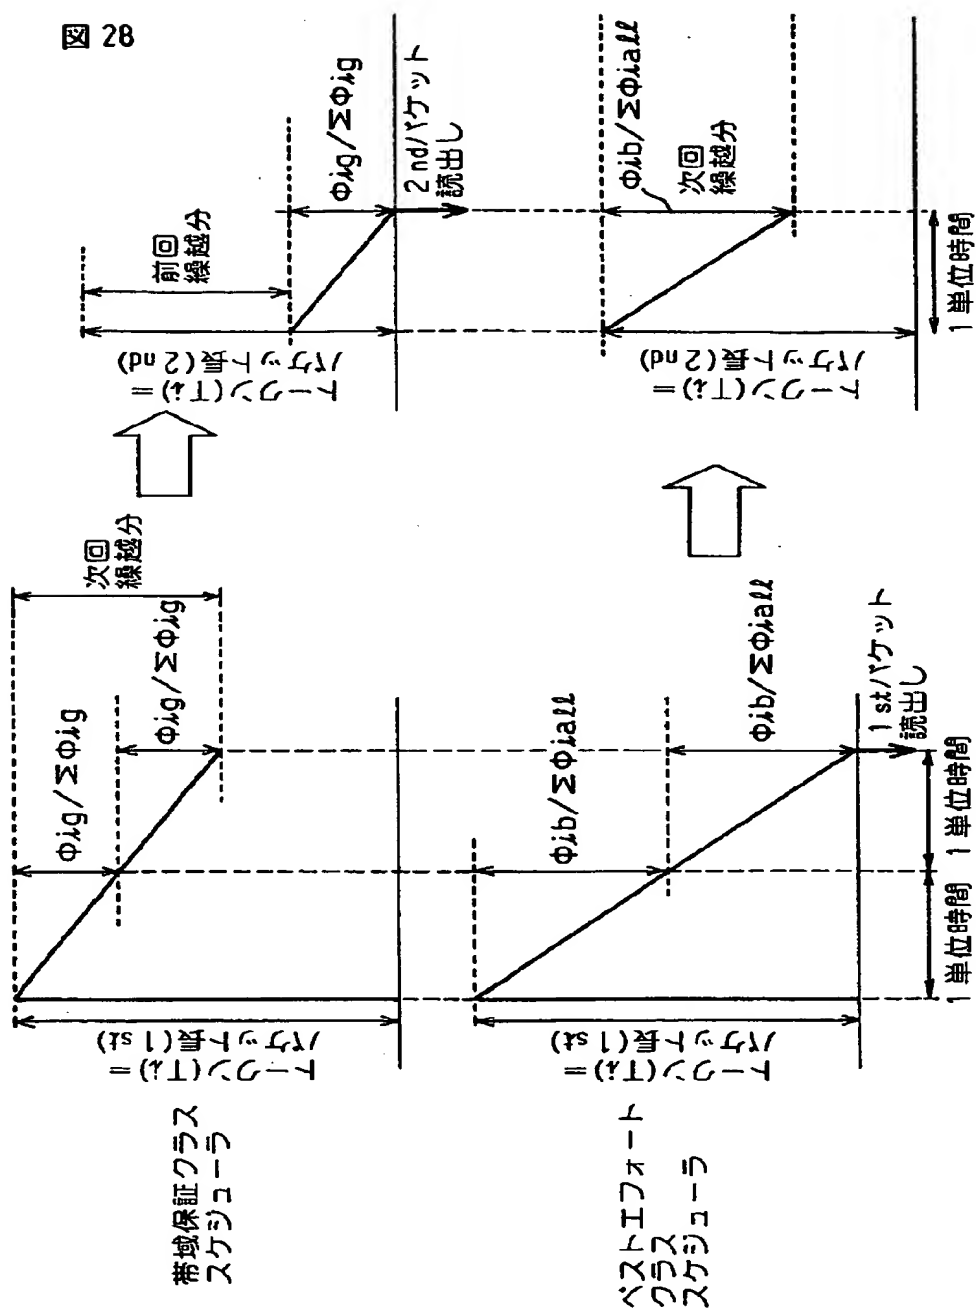 図 28
帯域保証クラス
スケジューラ
トークン(Ti)=
パケット長(1st)
Φig/ΣΦig
Φig/ΣΦig
次回
繰越分
トークン(Ti)=
パケット長(2nd)
前回
繰越分
Φig/ΣΦig
2ndパケット
読出し
ベストエフォート
クラス
スケジューラ
トークン(Ti)=
パケット長(1st)
Φib/ΣΦiall
Φib/ΣΦiall
1stパケット
読出し
1単位時間
1単位時間
トークン(Ti)=
パケット長(2nd)
Φib/ΣΦiall
次回
繰越分
1単位時間